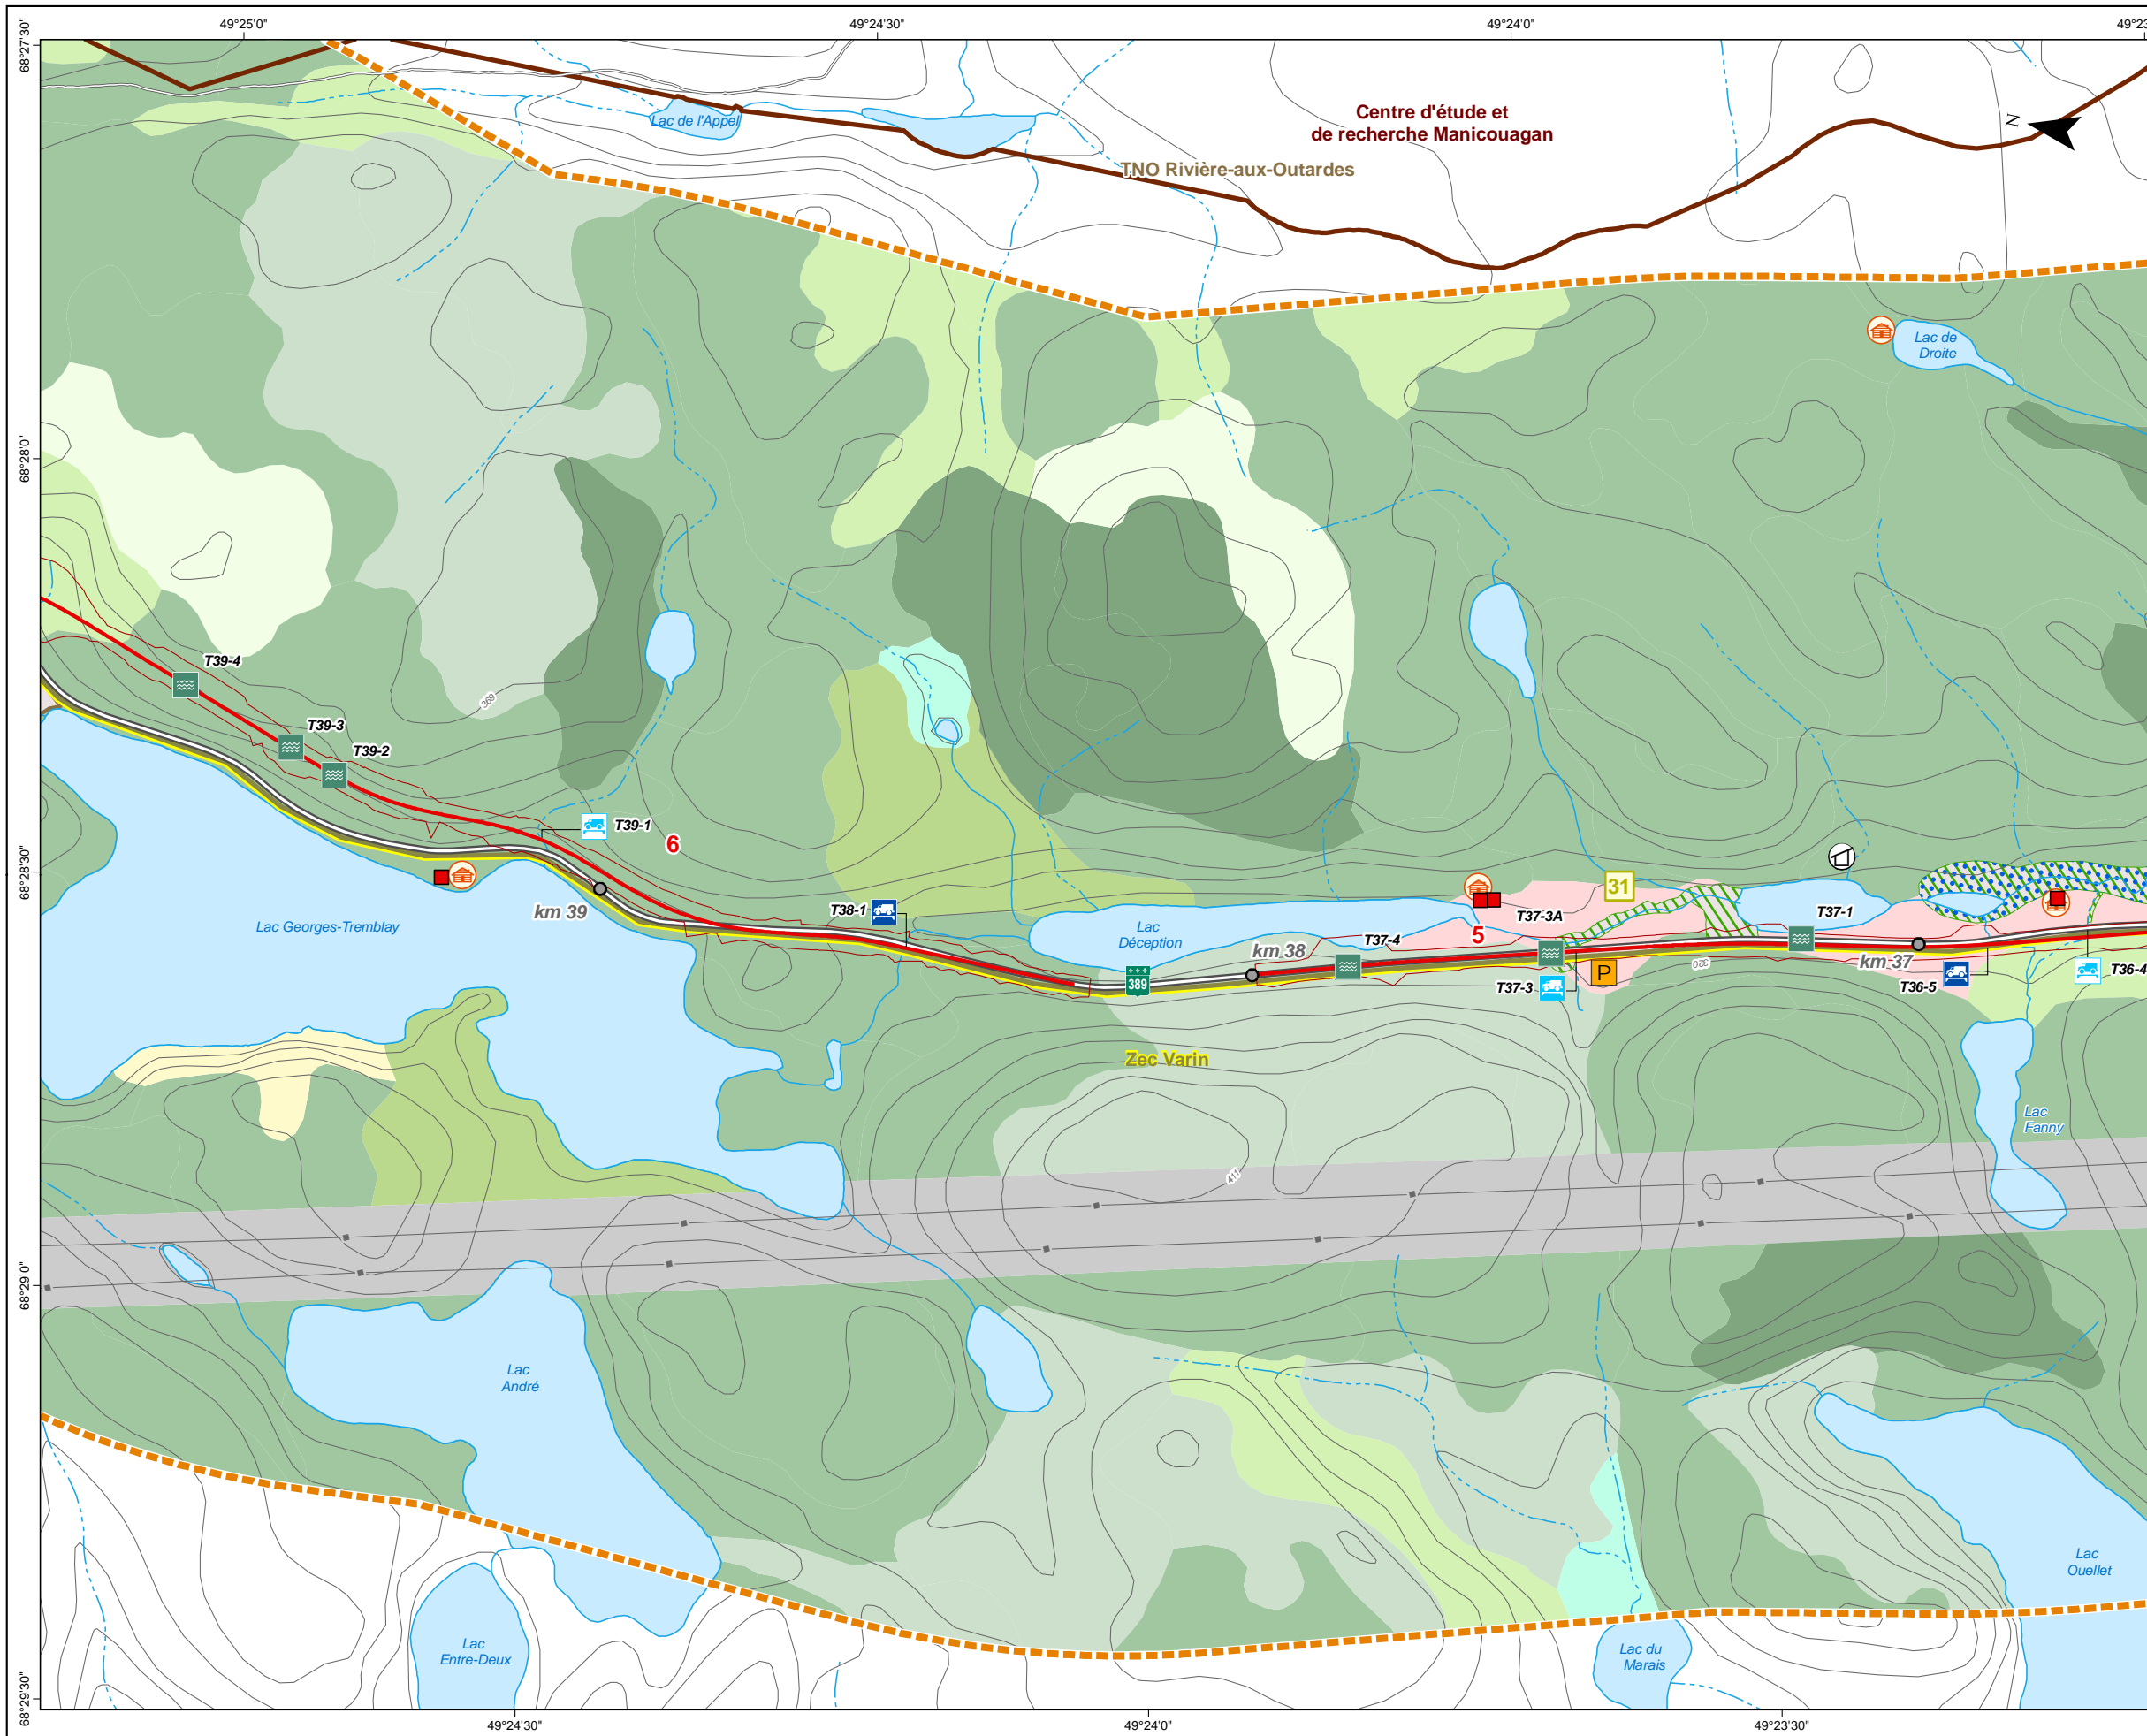 49°25'0"
49°24'30"
49°24'0"
68°27'30"
68°28'0"
68°28'30"
68°29'0"
68°29'30"
Lac de l'Appel
Centre d'étude et
de recherche Manicouagan
TNO Rivière-aux-Outardes
N
Lac de
Droite
T39-4
T39-3
T39-2
369
T39-1
6
km 39
Lac Georges-Tremblay
T38-1
Lac
Déception
389
km 38
T37-4
5
T37-3A
31
T37-3
P
T37-1
320
km 37
T36-5
T36-4
Zec Varin
Lac
Fanny
411
Lac
André
Lac
Entre-Deux
Lac du
Marais
Lac
Ouellet
49°24'30"
49°24'0"
49°23'30"